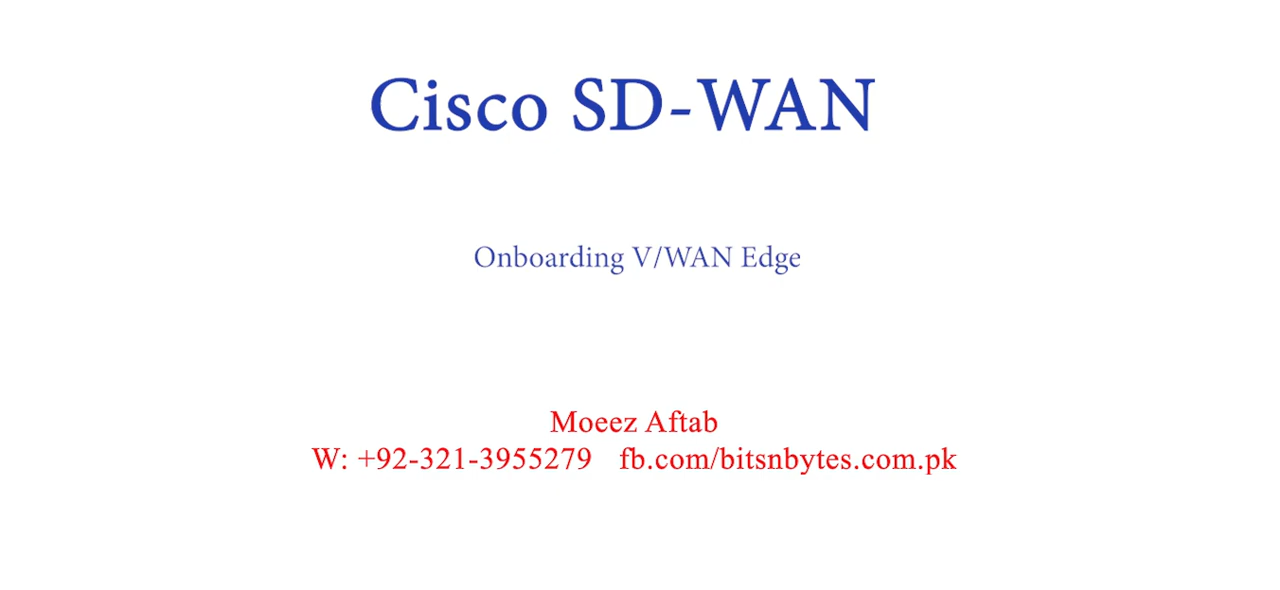 Cisco SD-WAN
Onboarding V/WAN Edge
Moeez Aftab
W: +92-321-3955279 fb.com/bitsnbytes.com.pk